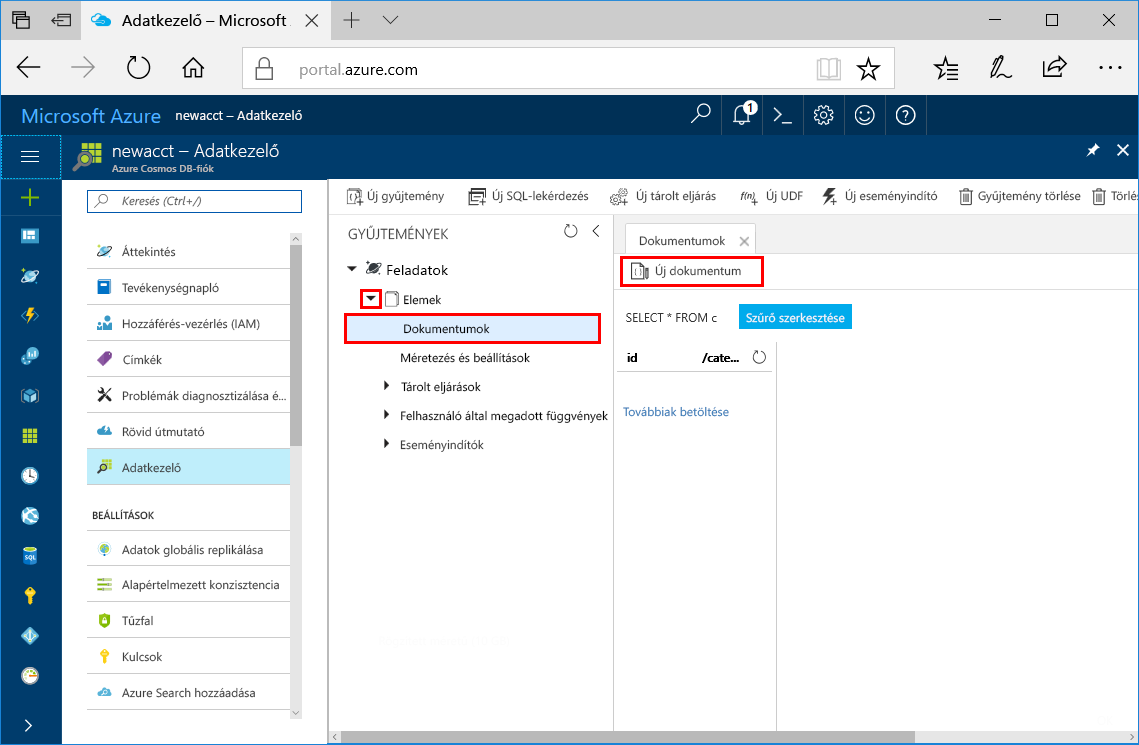 Adatkezelő – Microsoft
portal.azure.com
Microsoft Azure newacct – Adatkezelő
1
newacct – Adatkezelő
Azure Cosmos DB-fiók
Keresés (Ctrl+/)
Áttekintés
Tevékenységnapló
Hozzáférés-vezérlés (IAM)
Címkék
Problémák diagnosztizálása é...
Rövid útmutató
Adatkezelő
BEÁLLÍTÁSOK
Adatok globális replikálása
Alapértelmezett konzisztencia
Tűzfal
Kulcsok
Azure Search hozzáadása
SQL
Új gyűjtemény Új SQL-lekérdezés Új tárolt eljárás Új UDF Új eseményindító Gyűjtemény törlése Törlés
GYŰJTEMÉNYEK
Feladatok
Elemek
Dokumentumok
Méretezés és beállítások
Tárolt eljárások
Felhasználó által megadott függvények
Eseményindítók
Dokumentumok
Új dokumentum
SELECT * FROM c Szűrő szerkesztése
id /cate...
Továbbiak betöltése